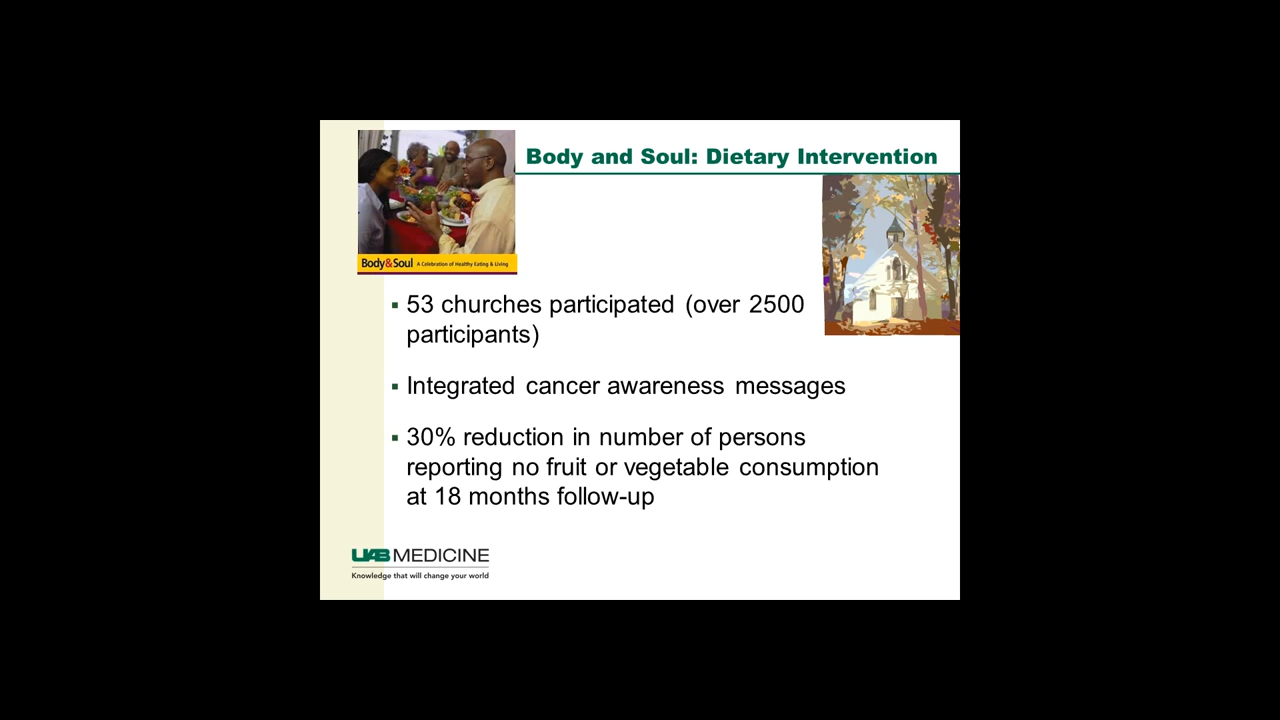 Body and Soul: Dietary Intervention
Body&Soul A Celebration of Healthy Eating & Living
▪ 53 churches participated (over 2500
participants)
▪ Integrated cancer awareness messages
▪ 30% reduction in number of persons
reporting no fruit or vegetable consumption
at 18 months follow-up
UAB MEDICINE
Knowledge that will change your world